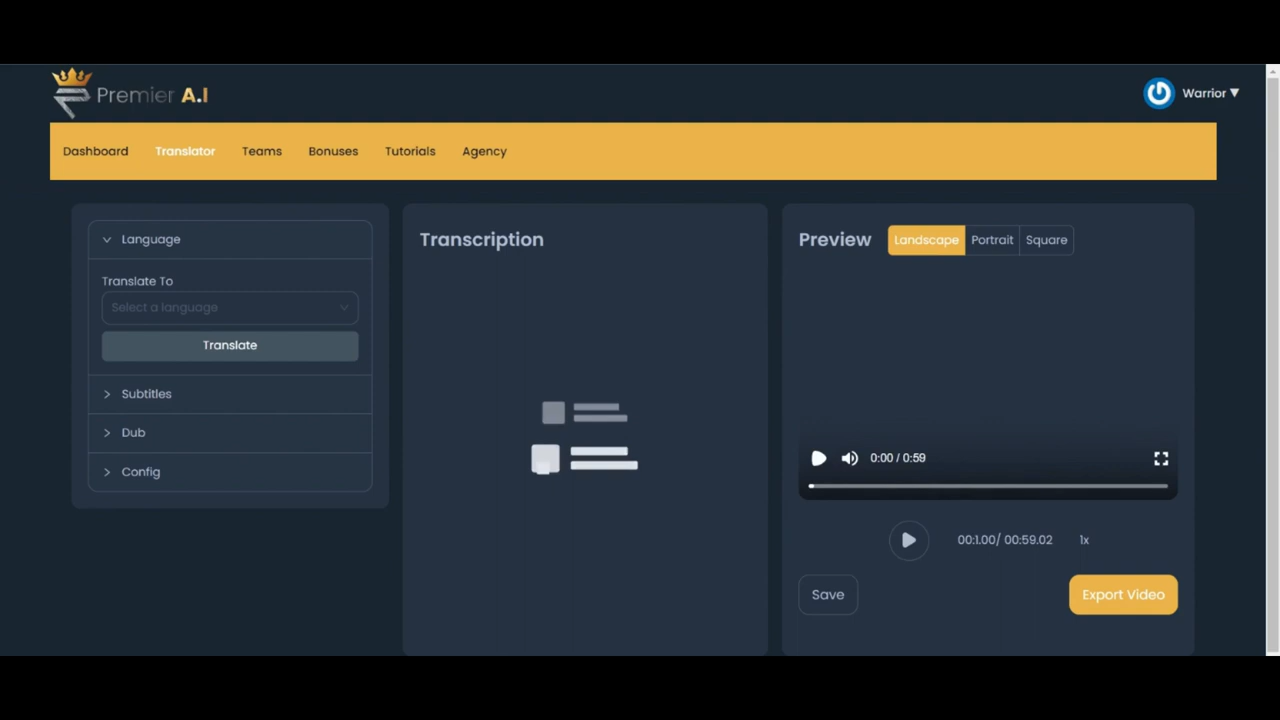 Premier A.I
Warrior
Dashboard Translator Teams Bonuses Tutorials Agency
Language
Translate To
Select a language
Translate
Subtitles
Dub
Config
Transcription
Preview Landscape Portrait Square
0:00 / 0:59
00:1.00/ 00:59.02 1x
Save Export Video